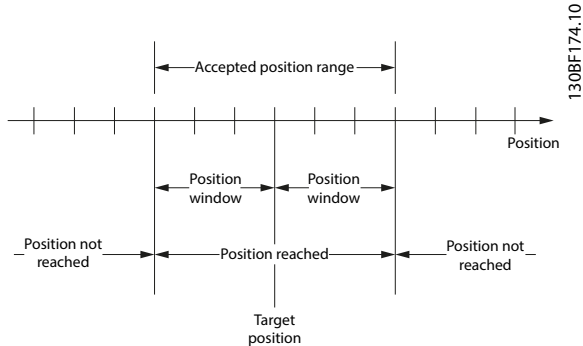 130BF174.10
Accepted position range
Position
Position
window
Position
window
Position not
reached
Position reached
Position not
reached
Target
position